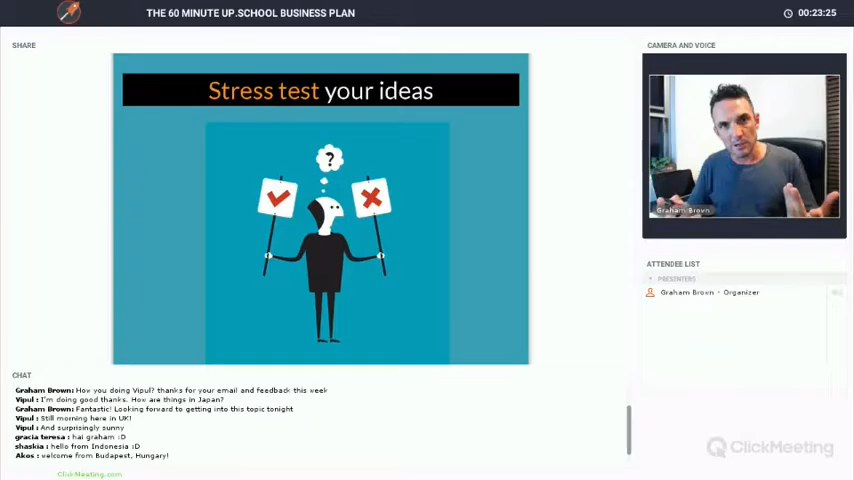 THE 60 MINUTE UP.SCHOOL BUSINESS PLAN
00:23:25
SHARE
Stress test your ideas
?
CAMERA AND VOICE
Graham Brown
ATTENDEE LIST
PRESENTERS
Graham Brown - Organizer
CHAT
Graham Brown: How you doing Vipul? thanks for your email and feedback this week
Vipul : I'm doing good thanks. How are things in Japan?
Graham Brown: Fantastic! Looking forward to getting into this topic tonight
Vipul : Still morning here in UK!
Vipul : And surprisingly sunny
gracia teresa : hai graham :D
shaskia : hello from Indonesia :D
Akos : welcome from Budapest, Hungary!
ClickMeeting.com
ClickMeeting